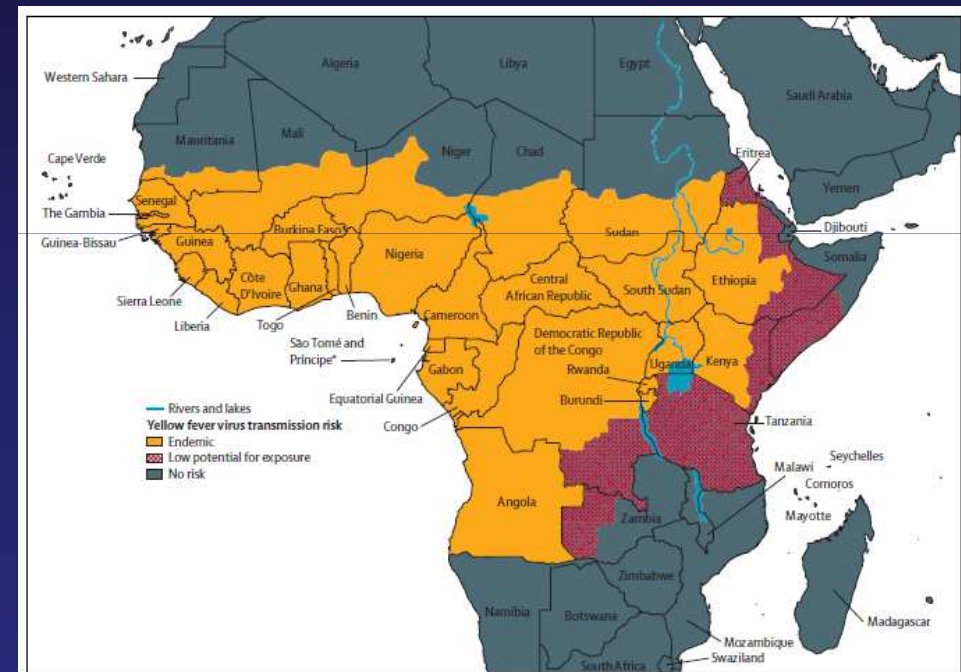 Algeria
Libya
Egypt
Western Sahara
Saudi Arabia
Mauritania
Mali
Niger
Chad
Eritrea
Cape Verde
Yemen
Senegal
The Gambia
Djibouti
Guinea-Bissau
Guinea
Burkina Faso
Nigeria
Sudan
Somalia
Sierra Leone
Côte
D'Ivoire
Ghana
Central
African Republic
South Sudan
Ethiopia
Liberia
Togo
Benin
Cameroon
São Tomé and
Principe*
Democratic Republic
of the Congo
Uganda
Kenya
Gabon
Rwanda
Equatorial Guinea
Burundi
Congo
Tanzania
Rivers and lakes
Yellow fever virus transmission risk
Endemic
Low potential for exposure
No risk
Malawi
Seychelles
Comoros
Mayotte
Angola
Zambia
Zimbabwe
Namibia
Botswana
Madagascar
Mozambique
Swaziland
South Africa